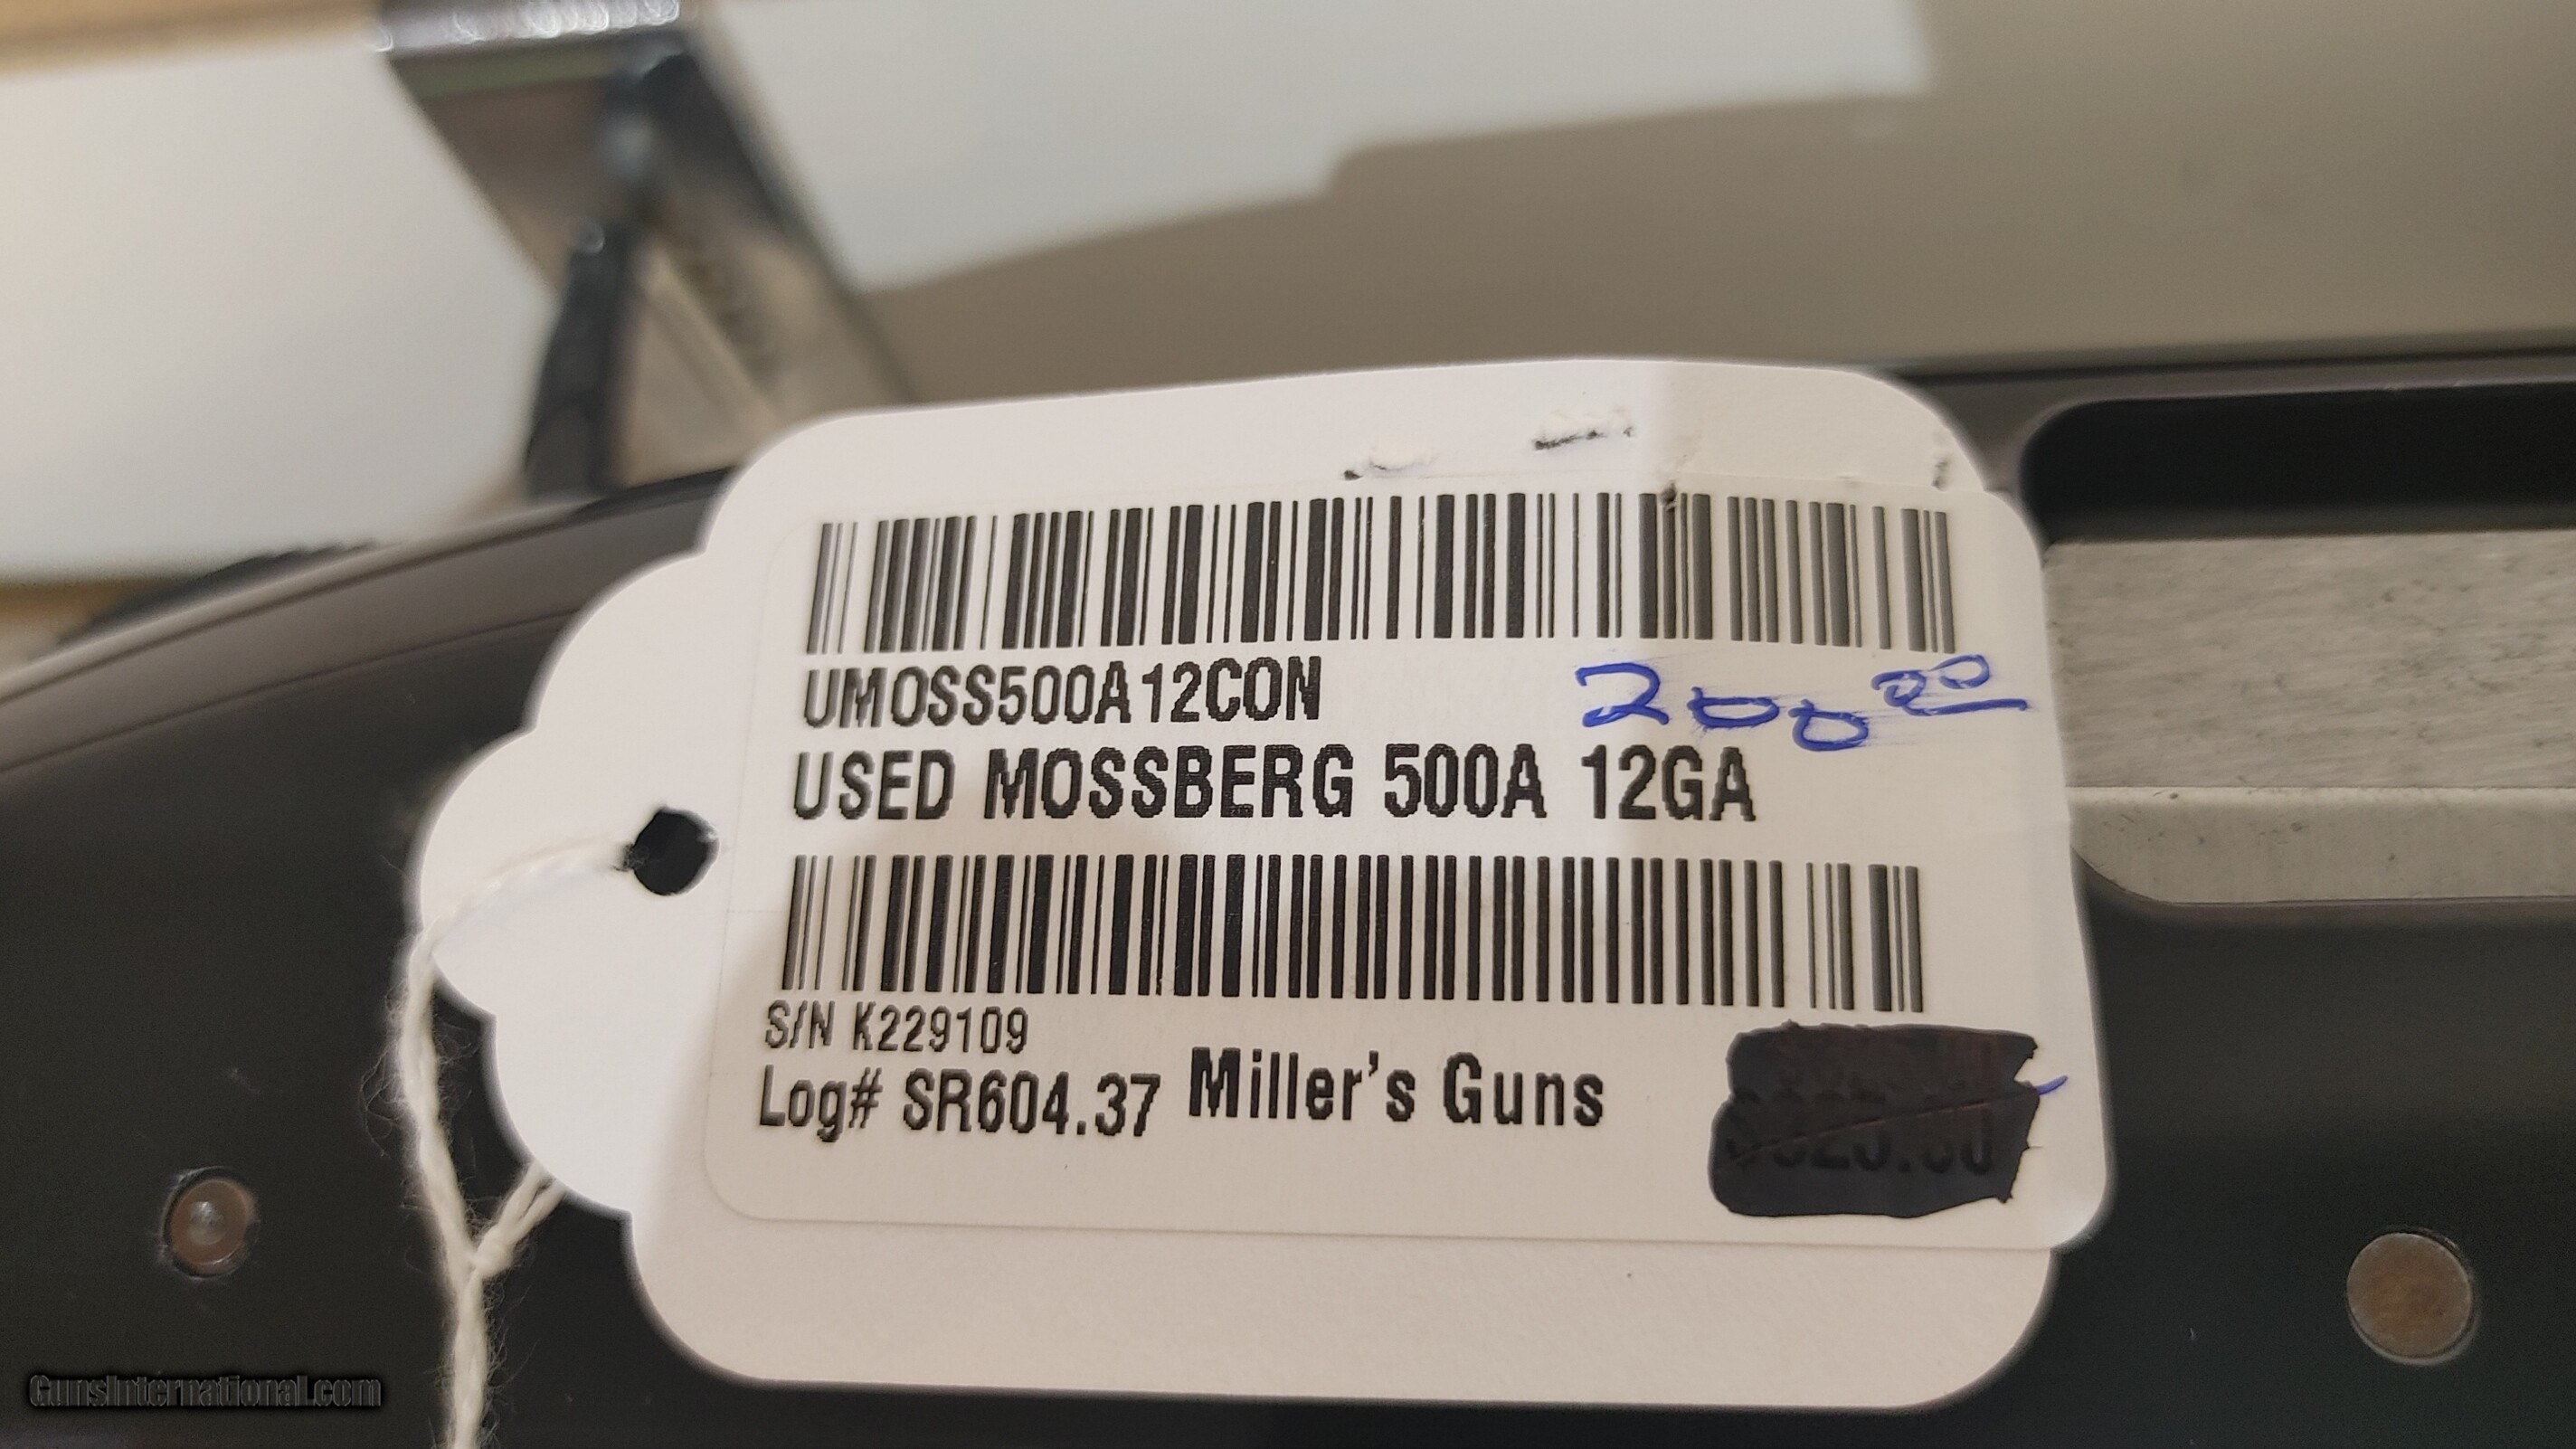 UMOSS500A12CON
200 00
USED MOSSBERG 500A 12GA
S/N K229109
Log# SR604.37 Miller's Guns
GunsInternational.com